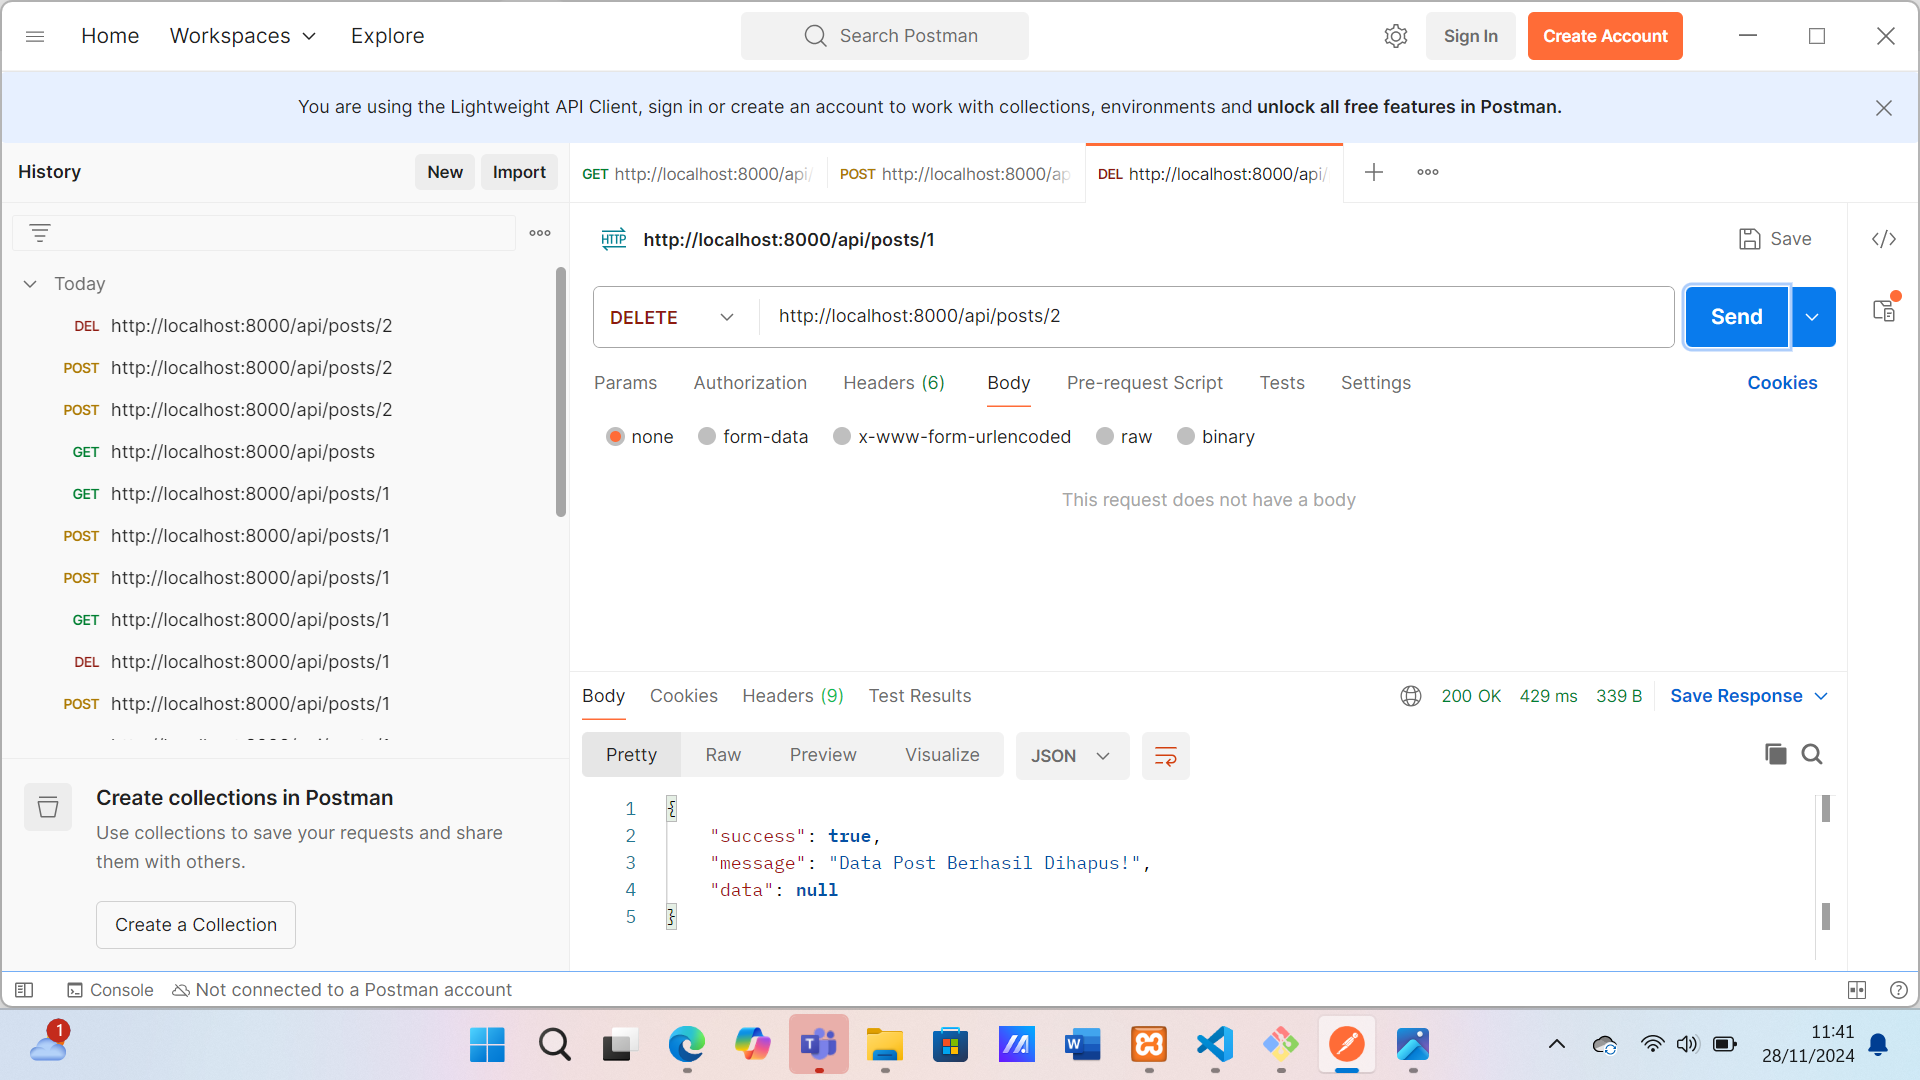 Home
Workspaces
Explore
Search Postman
Sign In
Create Account
You are using the Lightweight API Client, sign in or create an account to work with collections, environments and unlock all free features in Postman.
History
New
Import
GET http://localhost:8000/api/
POST http://localhost:8000/ap
DEL http://localhost:8000/api/
HTTP http://localhost:8000/api/posts/1
Save
Today
DEL http://localhost:8000/api/posts/2
POST http://localhost:8000/api/posts/2
POST http://localhost:8000/api/posts/2
GET http://localhost:8000/api/posts
GET http://localhost:8000/api/posts/1
POST http://localhost:8000/api/posts/1
POST http://localhost:8000/api/posts/1
GET http://localhost:8000/api/posts/1
DEL http://localhost:8000/api/posts/1
POST http://localhost:8000/api/posts/1
Create collections in Postman
Use collections to save your requests and share
them with others.
Create a Collection
DELETE
http://localhost:8000/api/posts/2
Send
Params
Authorization
Headers (6)
Body
Pre-request Script
Tests
Settings
Cookies
none
form-data
x-www-form-urlencoded
raw
binary
This request does not have a body
Body
Cookies
Headers (9)
Test Results
200 OK
429 ms
339 B
Save Response
Pretty
Raw
Preview
Visualize
JSON
1 {
2 "success": true,
3 "message": "Data Post Berhasil Dihapus!",
4 "data": null
5 }
Console
Not connected to a Postman account
1
T
W
11:41
28/11/2024